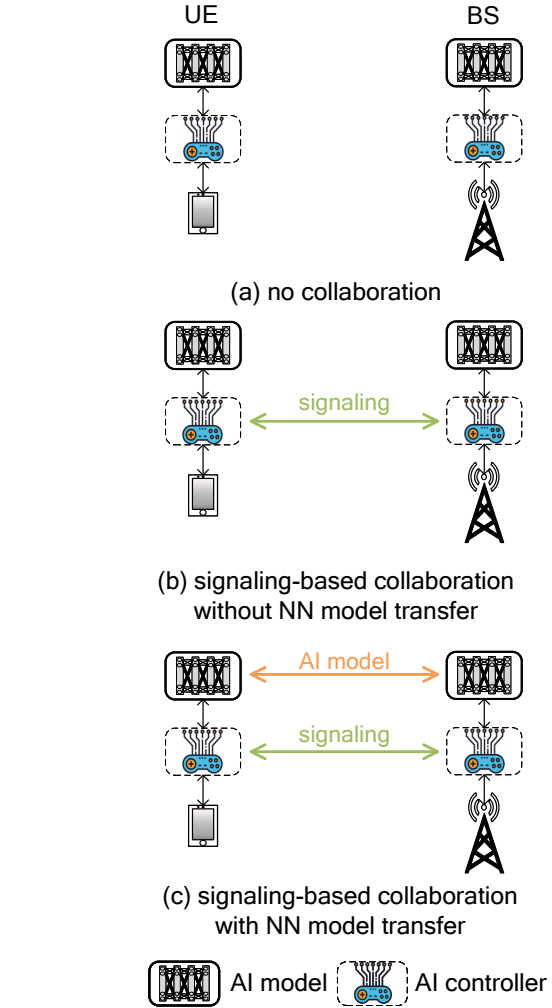 UE
BS
(a) no collaboration
signaling
(b) signaling-based collaboration
without NN model transfer
AI model
signaling
(c) signaling-based collaboration
with NN model transfer
AI model
AI controller